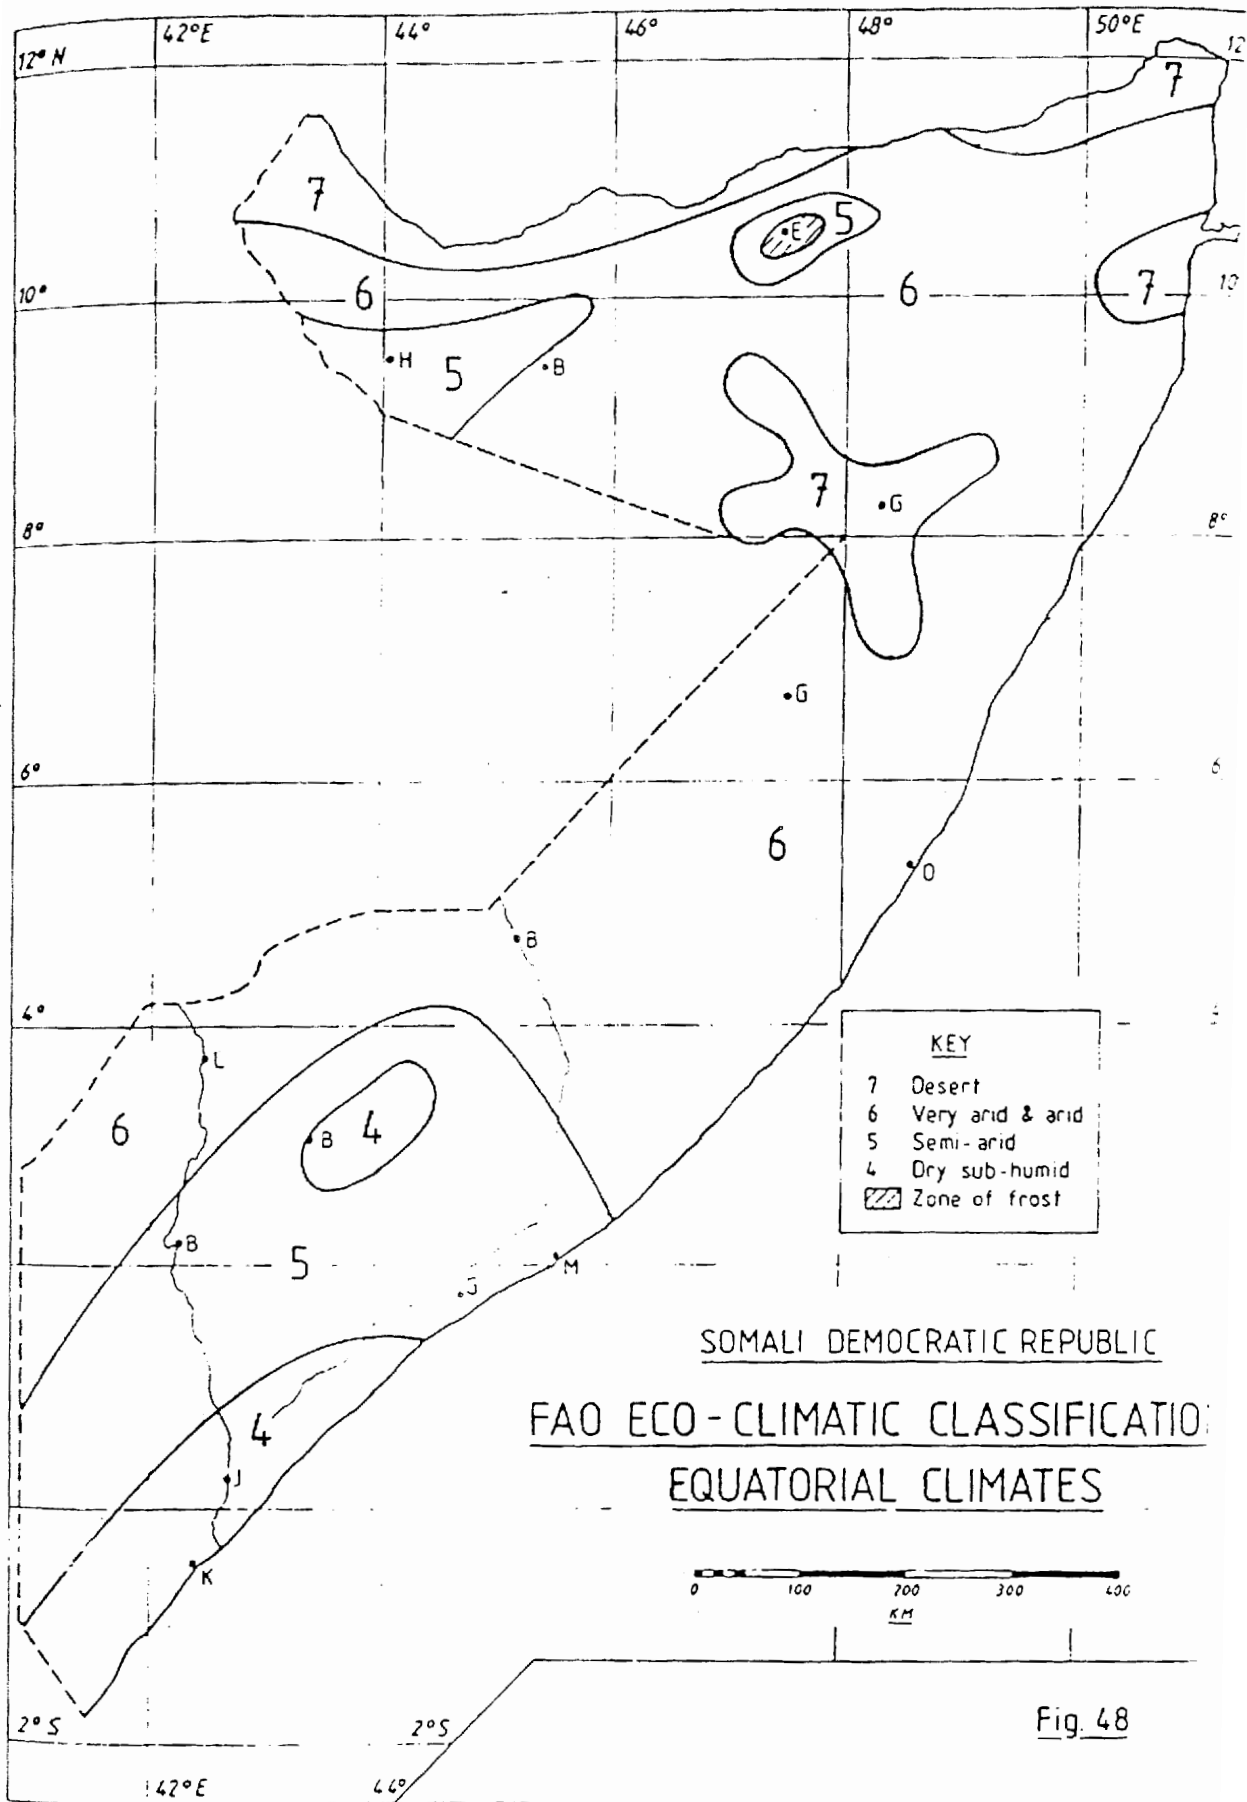 42°E 44° 46° 48° 50°E
12° N 12
7
7
5
E
6 6 7
10° 10
H 5 B
7 G
8° 8°
G
6° 6
6
O
B
4°
L
KEY
7 Desert
6 Very arid & arid
5 Semi-arid
4 Dry sub-humid
Zone of frost
6 B 4
B 5 M
J
SOMALI DEMOCRATIC REPUBLIC
FAO ECO-CLIMATIC CLASSIFICATIO
4
EQUATORIAL CLIMATES
J
K
0 100 200 300 400
KM
Fig. 48
2° S 2° S
42°E 44°